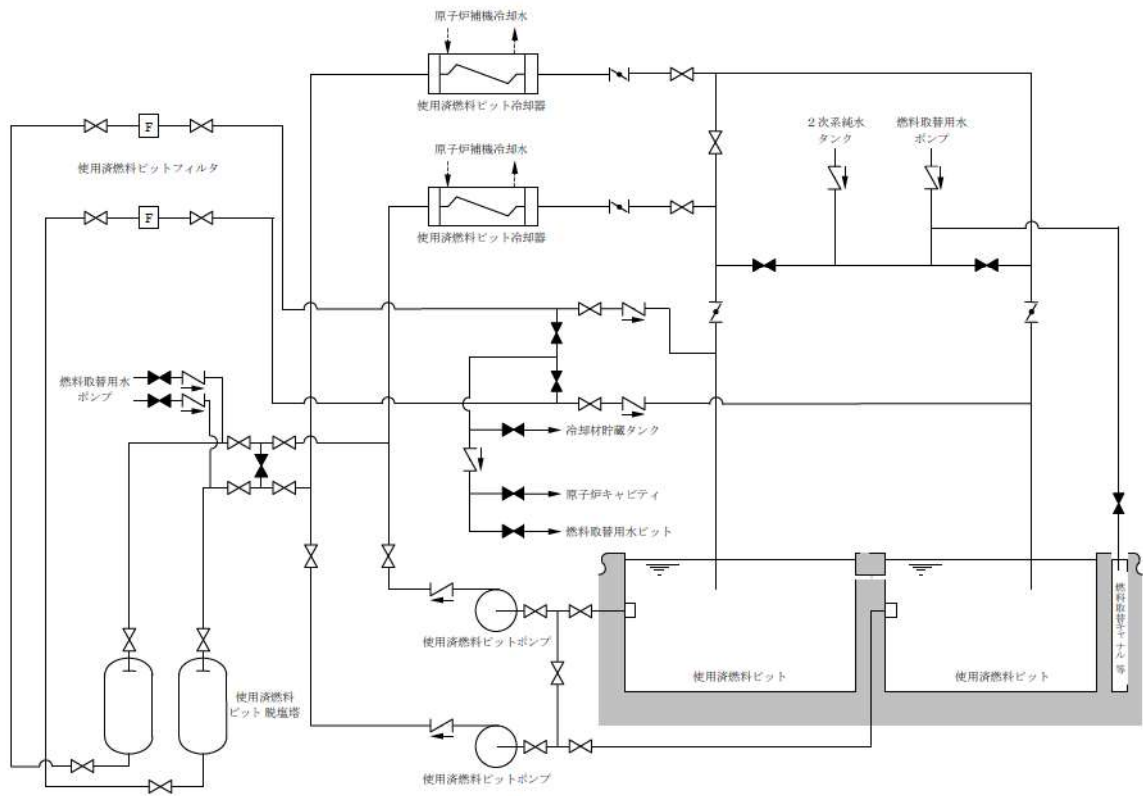 原子炉補機冷却水
使用済燃料ピット冷却器
F
使用済燃料ピットフィルタ
2次系純水
タンク
燃料取替用水
ポンプ
原子炉補機冷却水
使用済燃料ピット冷却器
F
燃料取替用水
ポンプ
冷却材貯蔵タンク
原子炉キャビティ
燃料取替用水ピット
使用済燃料ピットポンプ
使用済燃料ピット
使用済燃料ピット
燃料取替キャナル等
使用済燃料
ピット脱塩塔
使用済燃料ピットポンプ